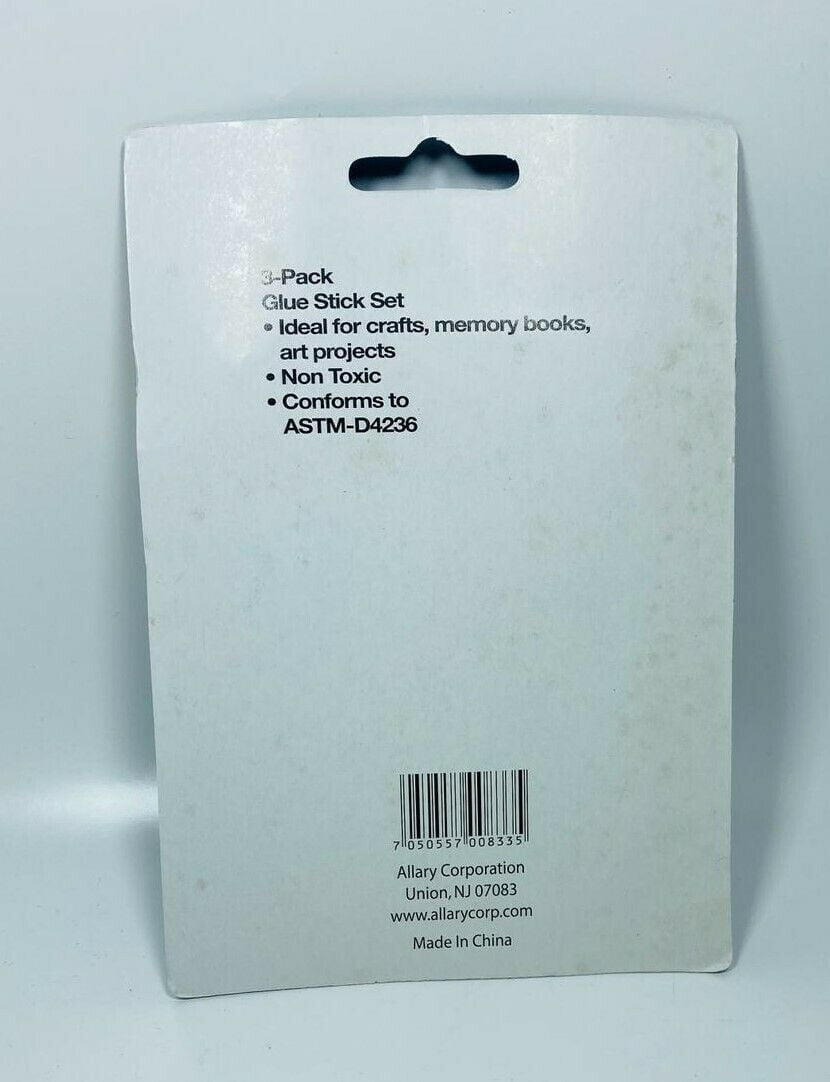 3-Pack
Glue Stick Set
• Ideal for crafts, memory books,
art projects
• Non Toxic
• Conforms to
ASTM-D4236
7 050557 008335
Allary Corporation
Union, NJ 07083
www.allarycorp.com
Made In China